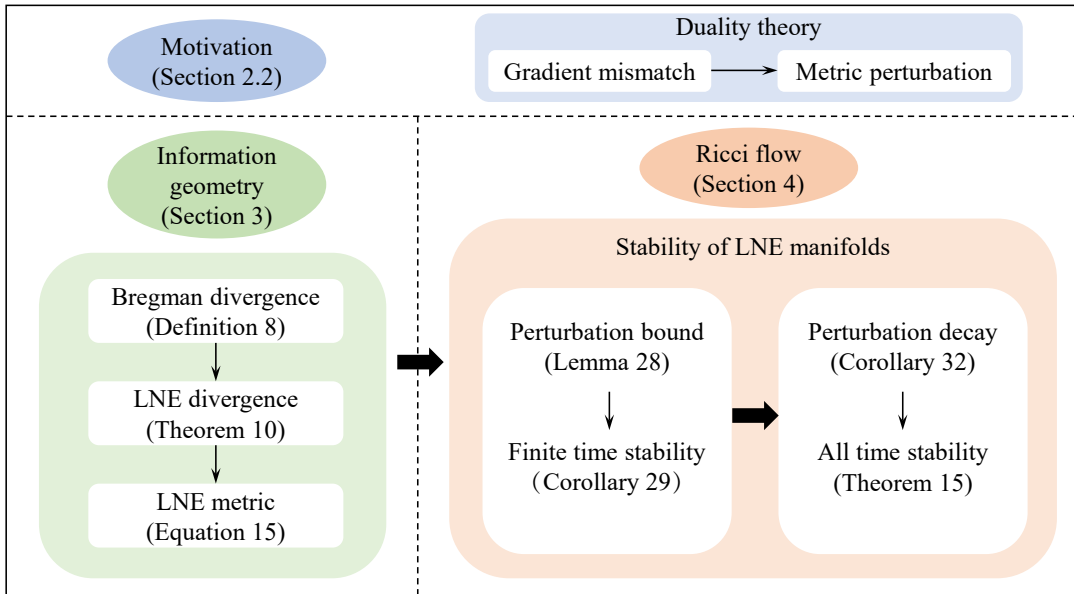 Motivation
(Section 2.2)
Duality theory
Gradient mismatch
Metric perturbation
Information
geometry
(Section 3)
Bregman divergence
(Definition 8)
LNE divergence
(Theorem 10)
LNE metric
(Equation 15)
Ricci flow
(Section 4)
Stability of LNE manifolds
Perturbation bound
(Lemma 28)
Finite time stability
（Corollary 29）
Perturbation decay
(Corollary 32)
All time stability
(Theorem 15)